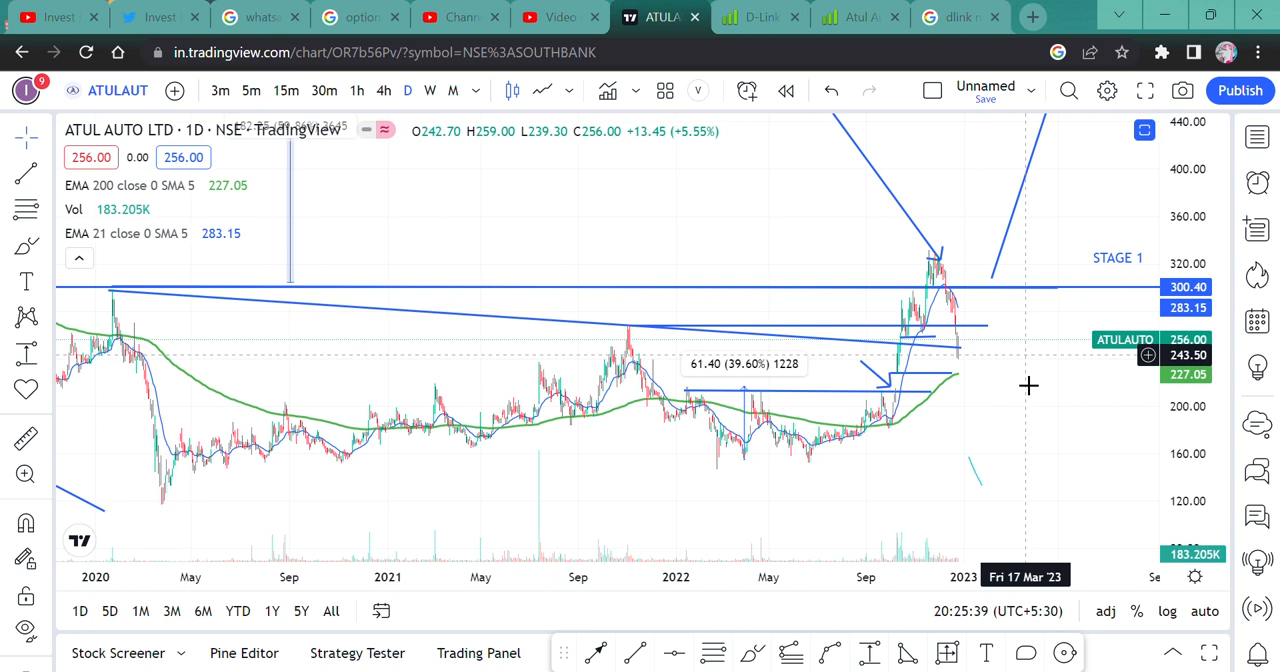 Invest
Invest
whatsa
option
Chann
Video
ATULA
D-Link
Atul A
dlink n
in.tradingview.com/chart/OR7b56Pv/?symbol=NSE%3ASOUTHBANK
I 9 ATULAUT 3m 5m 15m 30m 1h 4h D W M V Unnamed Save Publish
ATUL AUTO LTD · 1D · NSE · TradingView O242.70 H259.00 L239.30 C256.00 +13.45 (+5.55%)
256.00 0.00 256.00
EMA 200 close 0 SMA 5 227.05
Vol 183.205K
EMA 21 close 0 SMA 5 283.15
440.00
400.00
360.00
320.00
STAGE 1
300.40
283.15
ATULAUTO 256.00
243.50
227.05
61.40 (39.60%) 1228
200.00
160.00
120.00
183.205K
2020 May Sep 2021 May Sep 2022 May Sep 2023 Fri 17 Mar '23 Se
1D 5D 1M 3M 6M YTD 1Y 5Y All 20:25:39 (UTC+5:30) adj % log auto
Stock Screener Pine Editor Strategy Tester Trading Panel